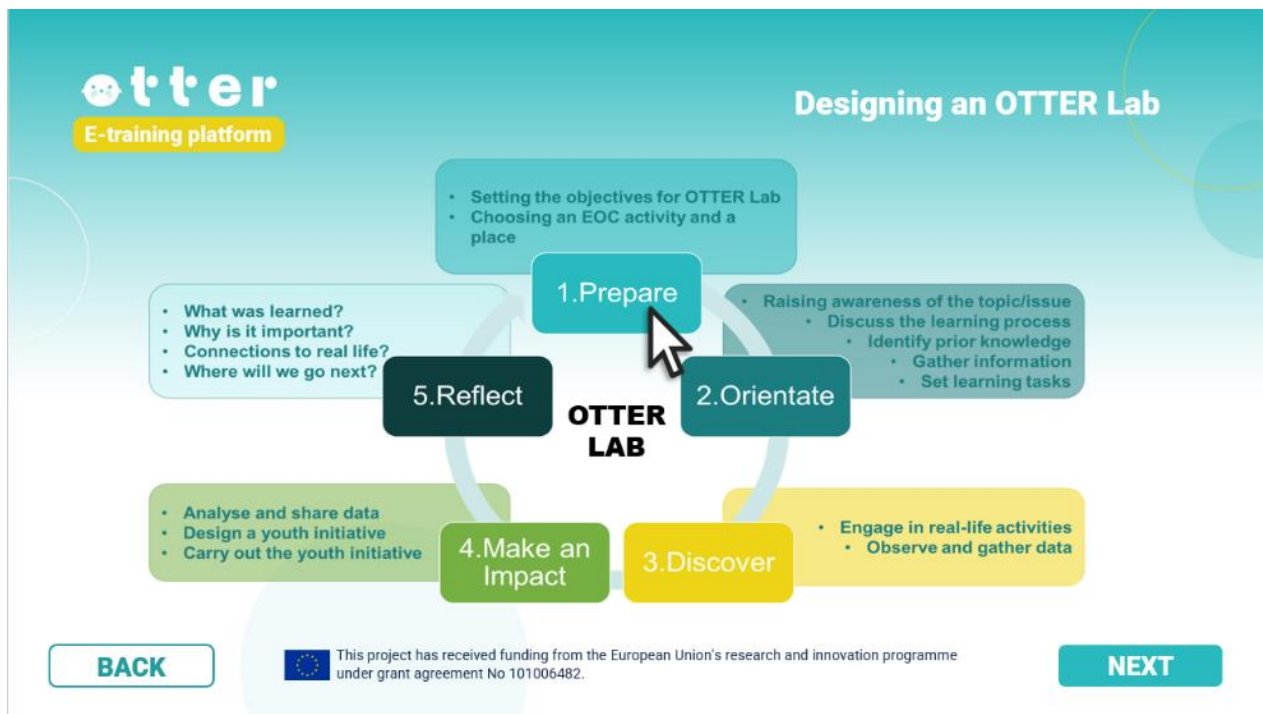 otter
E-training platform
Designing an OTTER Lab
• Setting the objectives for OTTER Lab
• Choosing an EOC activity and a
place
1.Prepare
• Raising awareness of the topic/issue
• Discuss the learning process
• Identify prior knowledge
• Gather information
• Set learning tasks
2.Orientate
• Engage in real-life activities
• Observe and gather data
3.Discover
• Analyse and share data
• Design a youth initiative
• Carry out the youth initiative
4.Make an
Impact
• What was learned?
• Why is it important?
• Connections to real life?
• Where will we go next?
5.Reflect
OTTER
LAB
BACK
This project has received funding from the European Union's research and innovation programme
under grant agreement No 101006482.
NEXT